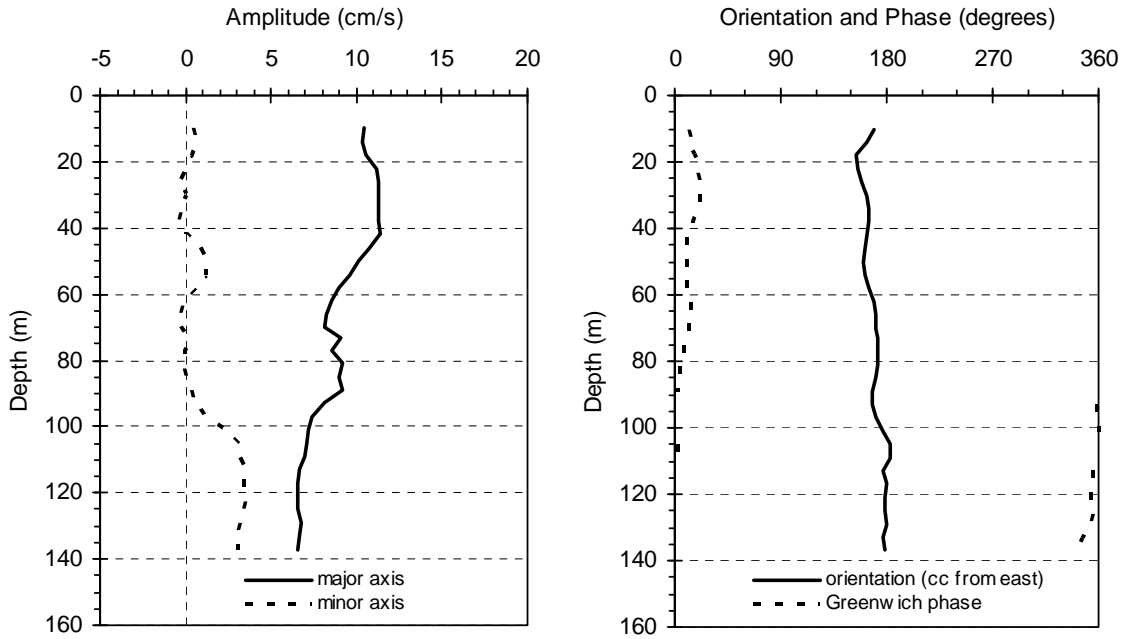 Amplitude (cm/s)
-5 0 5 10 15 20
0
20
40
60
80
100
120
140
160
Depth (m)
major axis
minor axis
Orientation and Phase (degrees)
0 90 180 270 360
0
20
40
60
80
100
120
140
160
Depth (m)
orientation (cc from east)
Greenwich phase